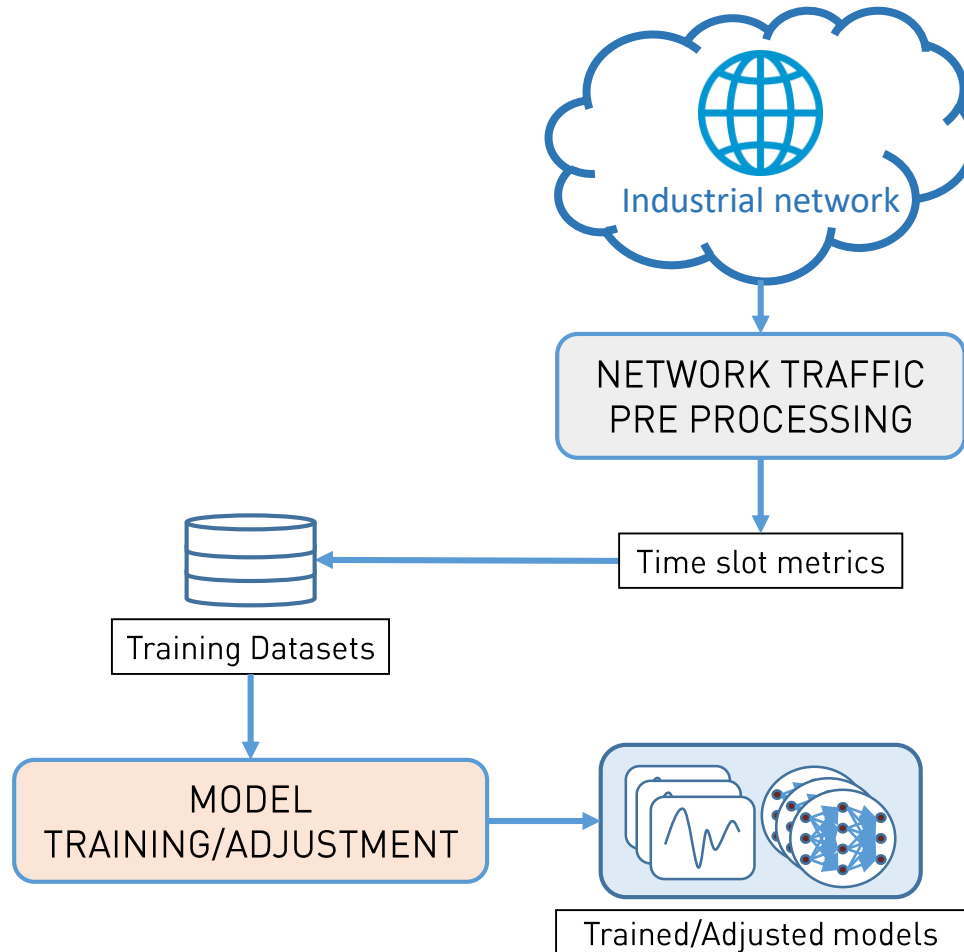 Industrial network
NETWORK TRAFFIC
PRE PROCESSING
Time slot metrics
Training Datasets
MODEL
TRAINING/ADJUSTMENT
Trained/Adjusted models